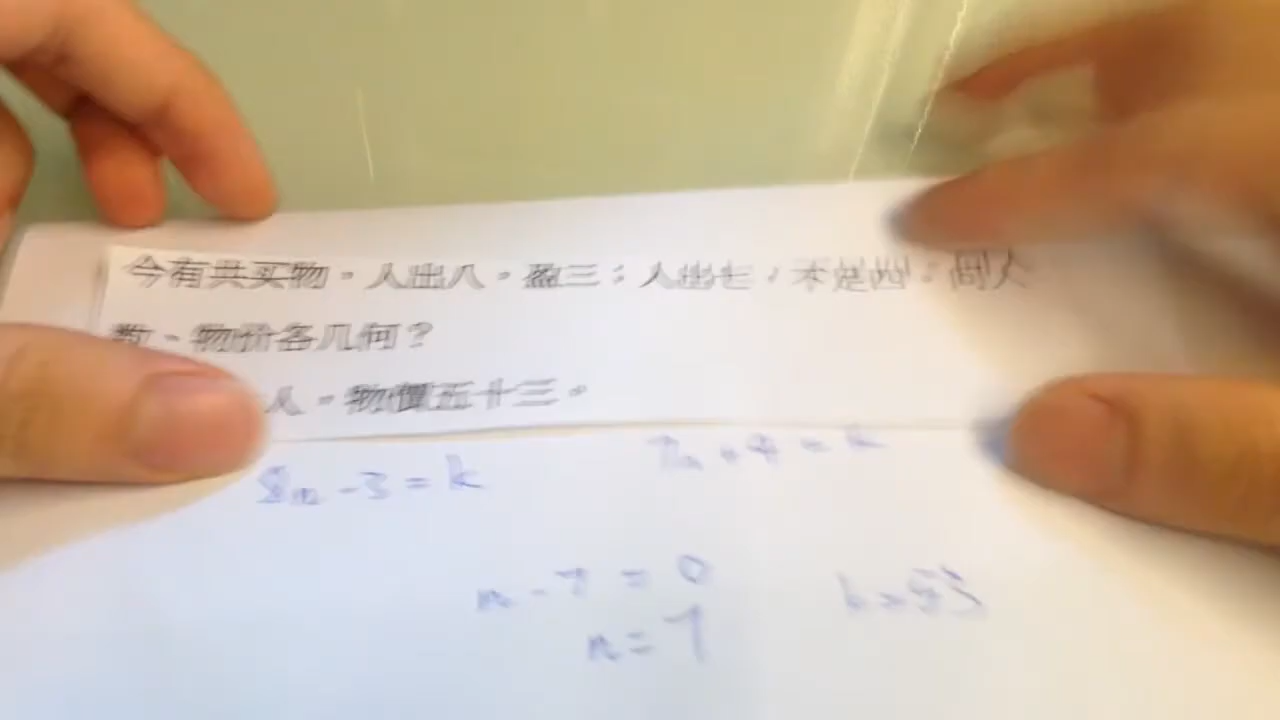 今有共买物，人出八，盈三；人出七，不足四。问人
数、物价各几何？
人，物價五十三。
8n - 3 = k
7n + 4 = k
n - 7 = 0
n = 7
k = 53